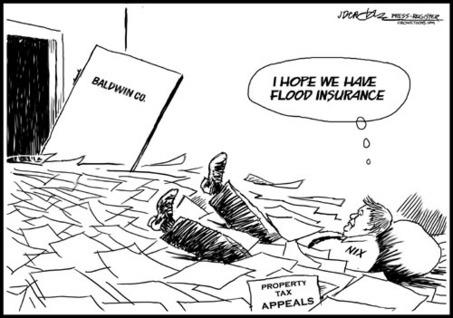 PRESS-REGISTER
BALDWIN CO.
I HOPE WE HAVE
FLOOD INSURANCE
NIX
PROPERTY
TAX
APPEALS